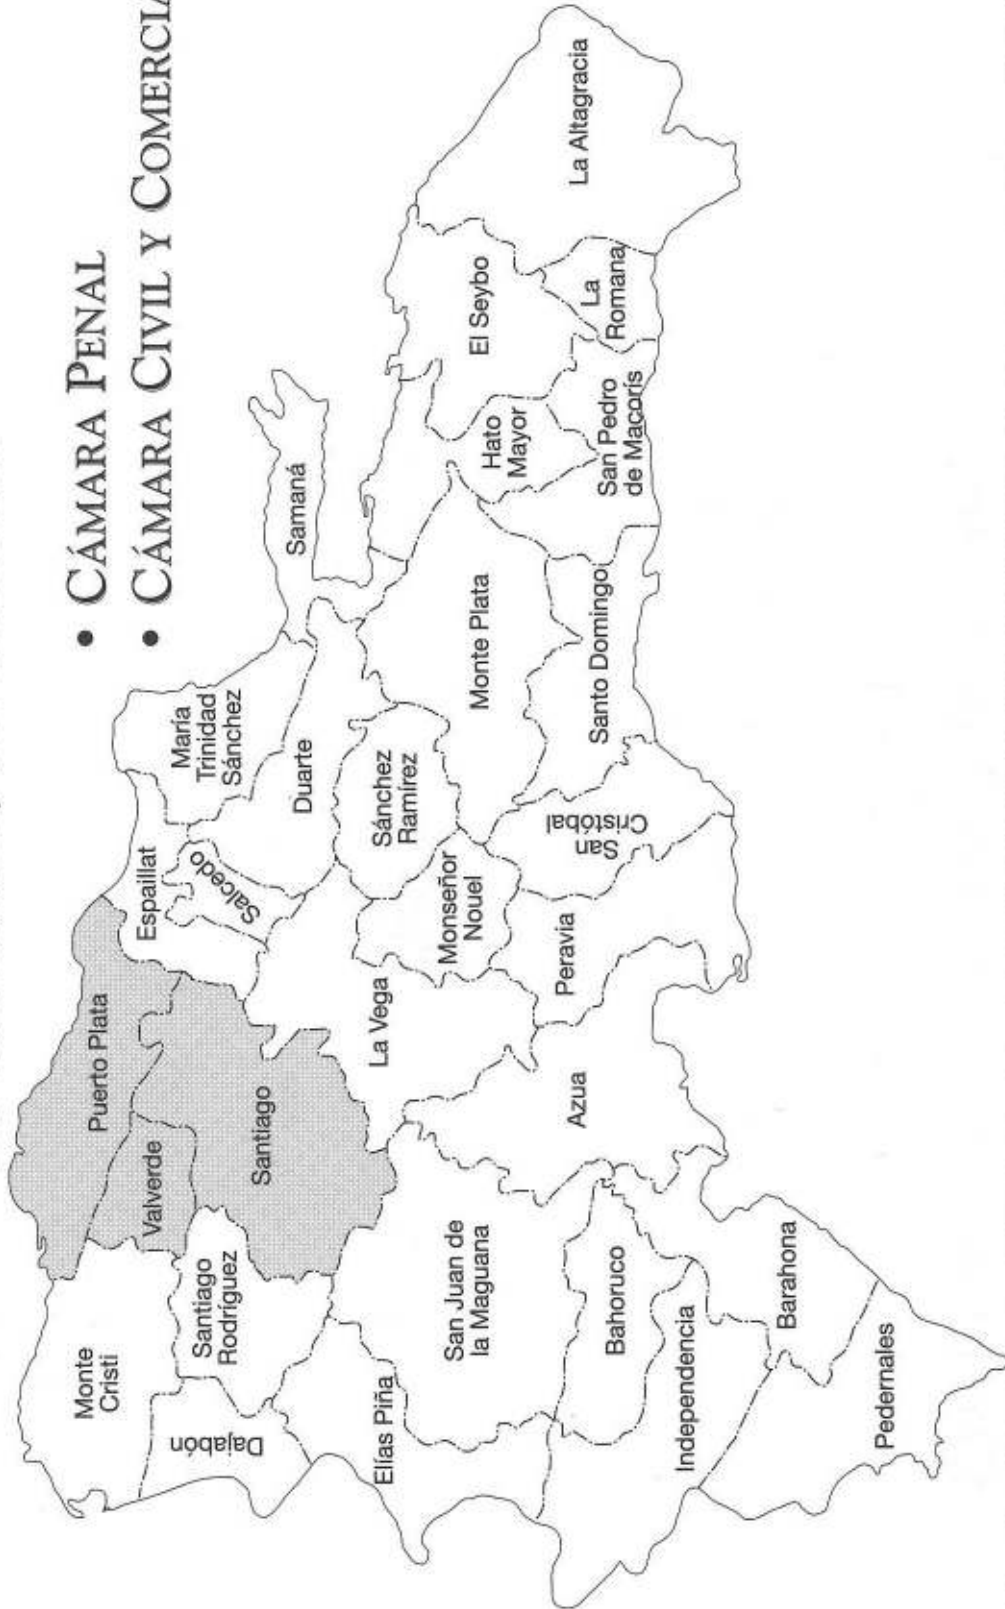 • CÁMARA PENAL
• CÁMARA CIVIL Y COMERCIA
Monte
Cristi
Puerto Plata
Valverde
Espaillat
María
Trinidad
Sánchez
Dajabón
Santiago
Rodríguez
Santiago
Salcedo
Duarte
Samaná
Elías Piña
La Vega
Sánchez
Ramírez
San Juan de
la Maguana
Monseñor
Nouel
Monte Plata
Hato
Mayor
El Seybo
La Altagracia
Bahoruco
Azua
Peravia
San
Cristóbal
Santo Domingo
San Pedro
de Macorís
La
Romana
Independencia
Barahona
Pedernales